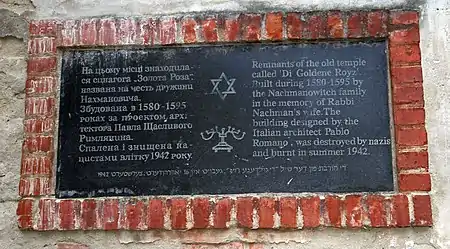 На цьому місці знаходила-
ся синагога "Золота Роза"
названа на честь дружини
Нахмановича.
Збудована в 1580-1595
роках за проектом арх-
тектора Павла Щасливого
Римлянина.
Спалена і знищена на-
цистами влітку 1942 року.
Remnants of the old temple
called "Di Goldene Royz".
Built during 1580-1595 by
the Nachmanowitch family
in the memory of Rabbi
Nachman's wife. The
building designed by the
Italian architect Pablo
Romano, was destroyed by nazis
and burnt in summer 1942.